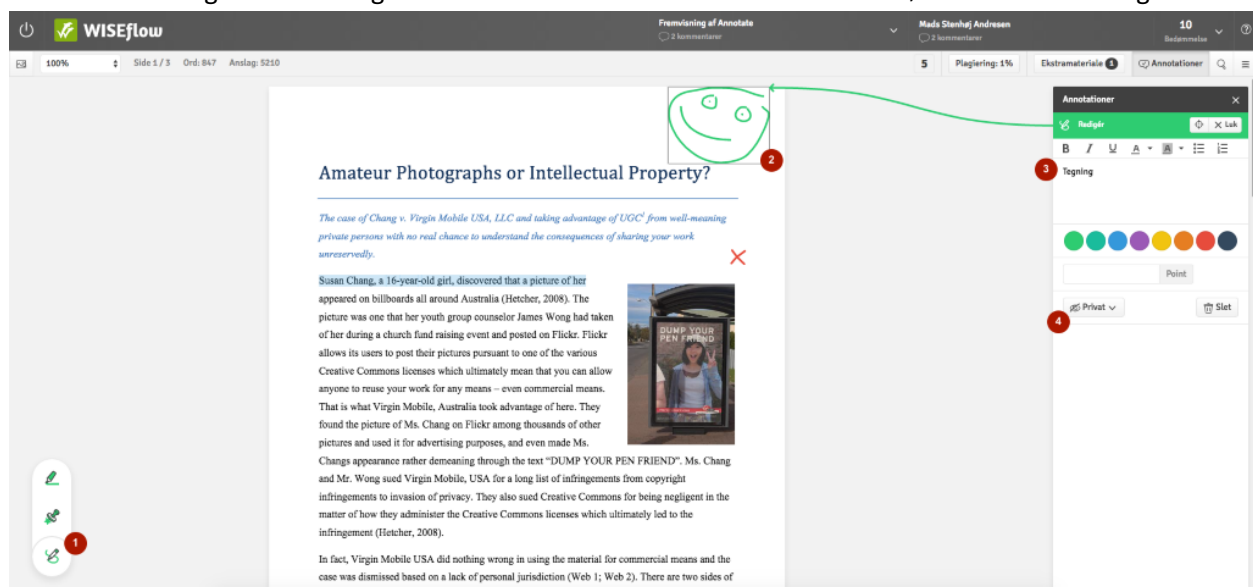 WISEflow
Fremvisning af Annotate
2 kommentarer
Mads Stenhøj Andresen
2 kommentarer
10
Bedømmelse
100%
Side 1 / 3 Ord: 847 Anslag: 5210
5
Plagiering: 1%
Ekstramateriale 1
Annotationer
Annotationer
Redigér
Luk
B I U A A
3
Tegning
Point
Privat
Slet
4
2
Amateur Photographs or Intellectual Property?
The case of Chang v. Virgin Mobile USA, LLC and taking advantage of UGC from well-meaning
private persons with no real chance to understand the consequences of sharing your work
unreservedly.
Susan Chang, a 16-year-old girl, discovered that a picture of her
appeared on billboards all around Australia (Hetcher, 2008). The
picture was one that her youth group counselor James Wong had taken
of her during a church fund raising event and posted on Flickr. Flickr
allows its users to post their pictures pursuant to one of the various
Creative Commons licenses which ultimately mean that you can allow
anyone to reuse your work for any means – even commercial means.
That is what Virgin Mobile, Australia took advantage of here. They
found the picture of Ms. Chang on Flickr among thousands of other
pictures and used it for advertising purposes, and even made Ms.
Changs appearance rather demeaning through the text “DUMP YOUR PEN FRIEND”. Ms. Chang
and Mr. Wong sued Virgin Mobile, USA for a long list of infringements from copyright
infringements to invasion of privacy. They also sued Creative Commons for being negligent in the
matter of how they administer the Creative Commons licenses which ultimately led to the
infringement (Hetcher, 2008).
In fact, Virgin Mobile USA did nothing wrong in using the material for commercial means and the
case was dismissed based on a lack of personal jurisdiction (Web 1; Web 2). There are two sides of
DUMP YOUR
PEN FRIEND
1